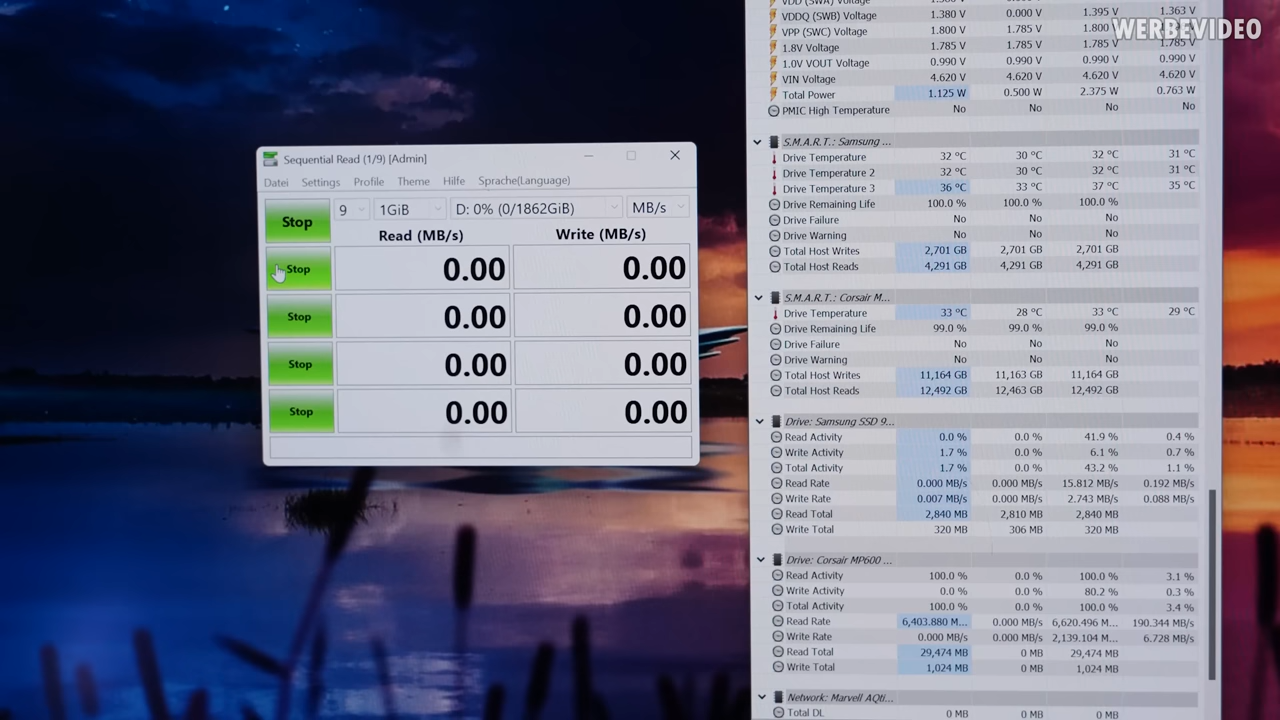 WERBEVIDEO
Sequential Read (1/9) [Admin]
Datei Settings Profile Theme Hilfe Sprache(Language)
Stop 9 1GiB D: 0% (0/1862GiB) MB/s
Read (MB/s) Write (MB/s)
Stop 0.00 0.00
Stop 0.00 0.00
Stop 0.00 0.00
Stop 0.00 0.00
VDD (SWA) Voltage
VDDQ (SWB) Voltage 1.380 V 0.000 V 1.395 V 1.363 V
VPP (SWC) Voltage 1.800 V 1.785 V 1.800
1.8V Voltage 1.785 V 1.785 V 1.785 V 1.785 V
1.0V VOUT Voltage 0.990 V 0.990 V 0.990 V 0.990 V
VIN Voltage 4.620 V 4.620 V 4.620 V 4.620 V
Total Power 1.125 W 0.500 W 2.375 W 0.763 W
PMIC High Temperature No No No No
S.M.A.R.T.: Samsung ...
Drive Temperature 32 °C 30 °C 32 °C 31 °C
Drive Temperature 2 32 °C 30 °C 32 °C 31 °C
Drive Temperature 3 36 °C 33 °C 37 °C 35 °C
Drive Remaining Life 100.0 % 100.0 % 100.0 %
Drive Failure No No No
Drive Warning No No No
Total Host Writes 2,701 GB 2,701 GB 2,701 GB
Total Host Reads 4,291 GB 4,291 GB 4,291 GB
S.M.A.R.T.: Corsair M...
Drive Temperature 33 °C 28 °C 33 °C 29 °C
Drive Remaining Life 99.0 % 99.0 % 99.0 %
Drive Failure No No No
Drive Warning No No No
Total Host Writes 11,164 GB 11,163 GB 11,164 GB
Total Host Reads 12,492 GB 12,463 GB 12,492 GB
Drive: Samsung SSD 9...
Read Activity 0.0 % 0.0 % 41.9 % 0.4 %
Write Activity 1.7 % 0.0 % 6.1 % 0.7 %
Total Activity 1.7 % 0.0 % 43.2 % 1.1 %
Read Rate 0.000 MB/s 0.000 MB/s 15.812 MB/s 0.192 MB/s
Write Rate 0.007 MB/s 0.000 MB/s 2.743 MB/s 0.088 MB/s
Read Total 2,840 MB 2,810 MB 2,840 MB
Write Total 320 MB 306 MB 320 MB
Drive: Corsair MP600 ...
Read Activity 100.0 % 0.0 % 100.0 % 3.1 %
Write Activity 0.0 % 0.0 % 80.2 % 0.3 %
Total Activity 100.0 % 0.0 % 100.0 % 3.4 %
Read Rate 6,403.880 M... 0.000 MB/s 6,620.496 M... 190.344 MB/s
Write Rate 0.000 MB/s 0.000 MB/s 2,139.104 M... 6.728 MB/s
Read Total 29,474 MB 0 MB 29,474 MB
Write Total 1,024 MB 0 MB 1,024 MB
Network: Marvell AQti...
Total DL 0 MB 0 MB 0 MB